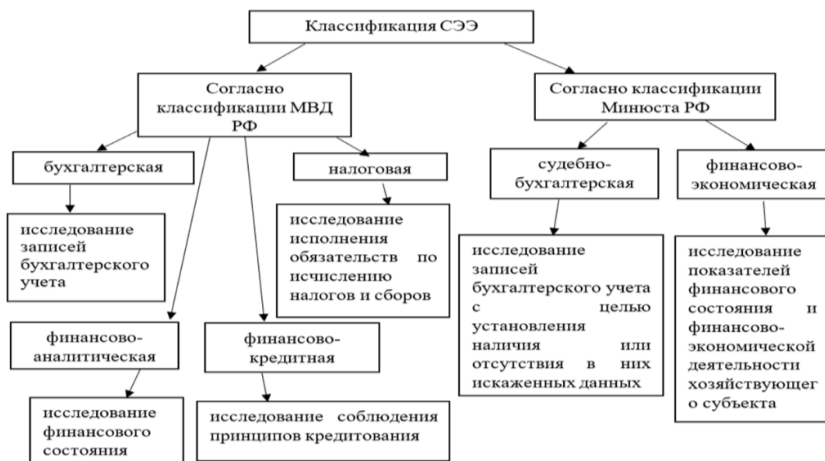 Классификация СЭЭ
Согласно
классификации МВД
РФ
Согласно классификации
Минюста РФ
бухгалтерская
налоговая
судебно-
бухгалтерская
финансово-
экономическая
исследование
записей
бухгалтерского
учета
исследование
исполнения
обязательств по
исчислению
налогов и сборов
исследование
записей
бухгалтерского учета
с целью
установления
наличия или
отсутствия в них
искаженных данных
исследование
показателей
финансового
состояния и
финансово-
экономической
деятельности
хозяйствующег
о субъекта
финансово-
аналитическая
финансово-
кредитная
исследование
финансового
состояния
исследование соблюдения
принципов кредитования